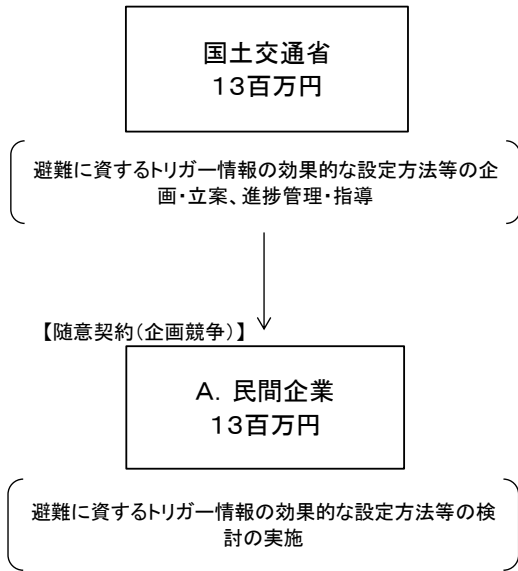 国土交通省
13百万円
避難に資するトリガー情報の効果的な設定方法等の企
画・立案、進捗管理・指導
【随意契約(企画競争)】
A. 民間企業
13百万円
避難に資するトリガー情報の効果的な設定方法等の検
討の実施